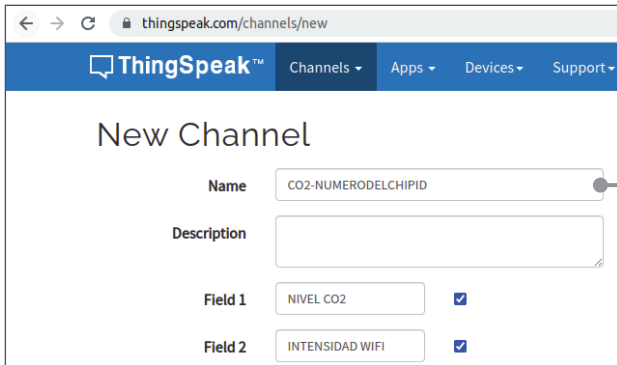 thingspeak.com/channels/new
ThingSpeak™ Channels Apps Devices Support
New Channel
Name CO2-NUMERODELCHIPID
Description
Field 1 NIVEL CO2
Field 2 INTENSIDAD WIFI